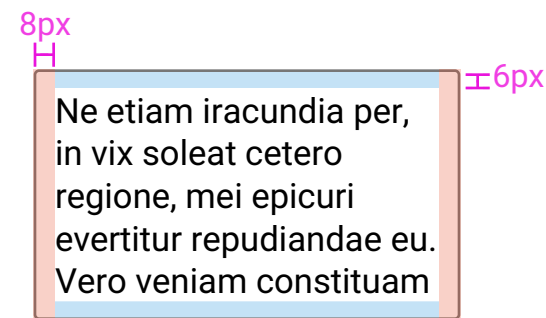 8px
6px
Ne etiam iracundia per,
in vix soleat cetero
regione, mei epicuri
evertitur repudiandae eu.
Vero veniam constituam